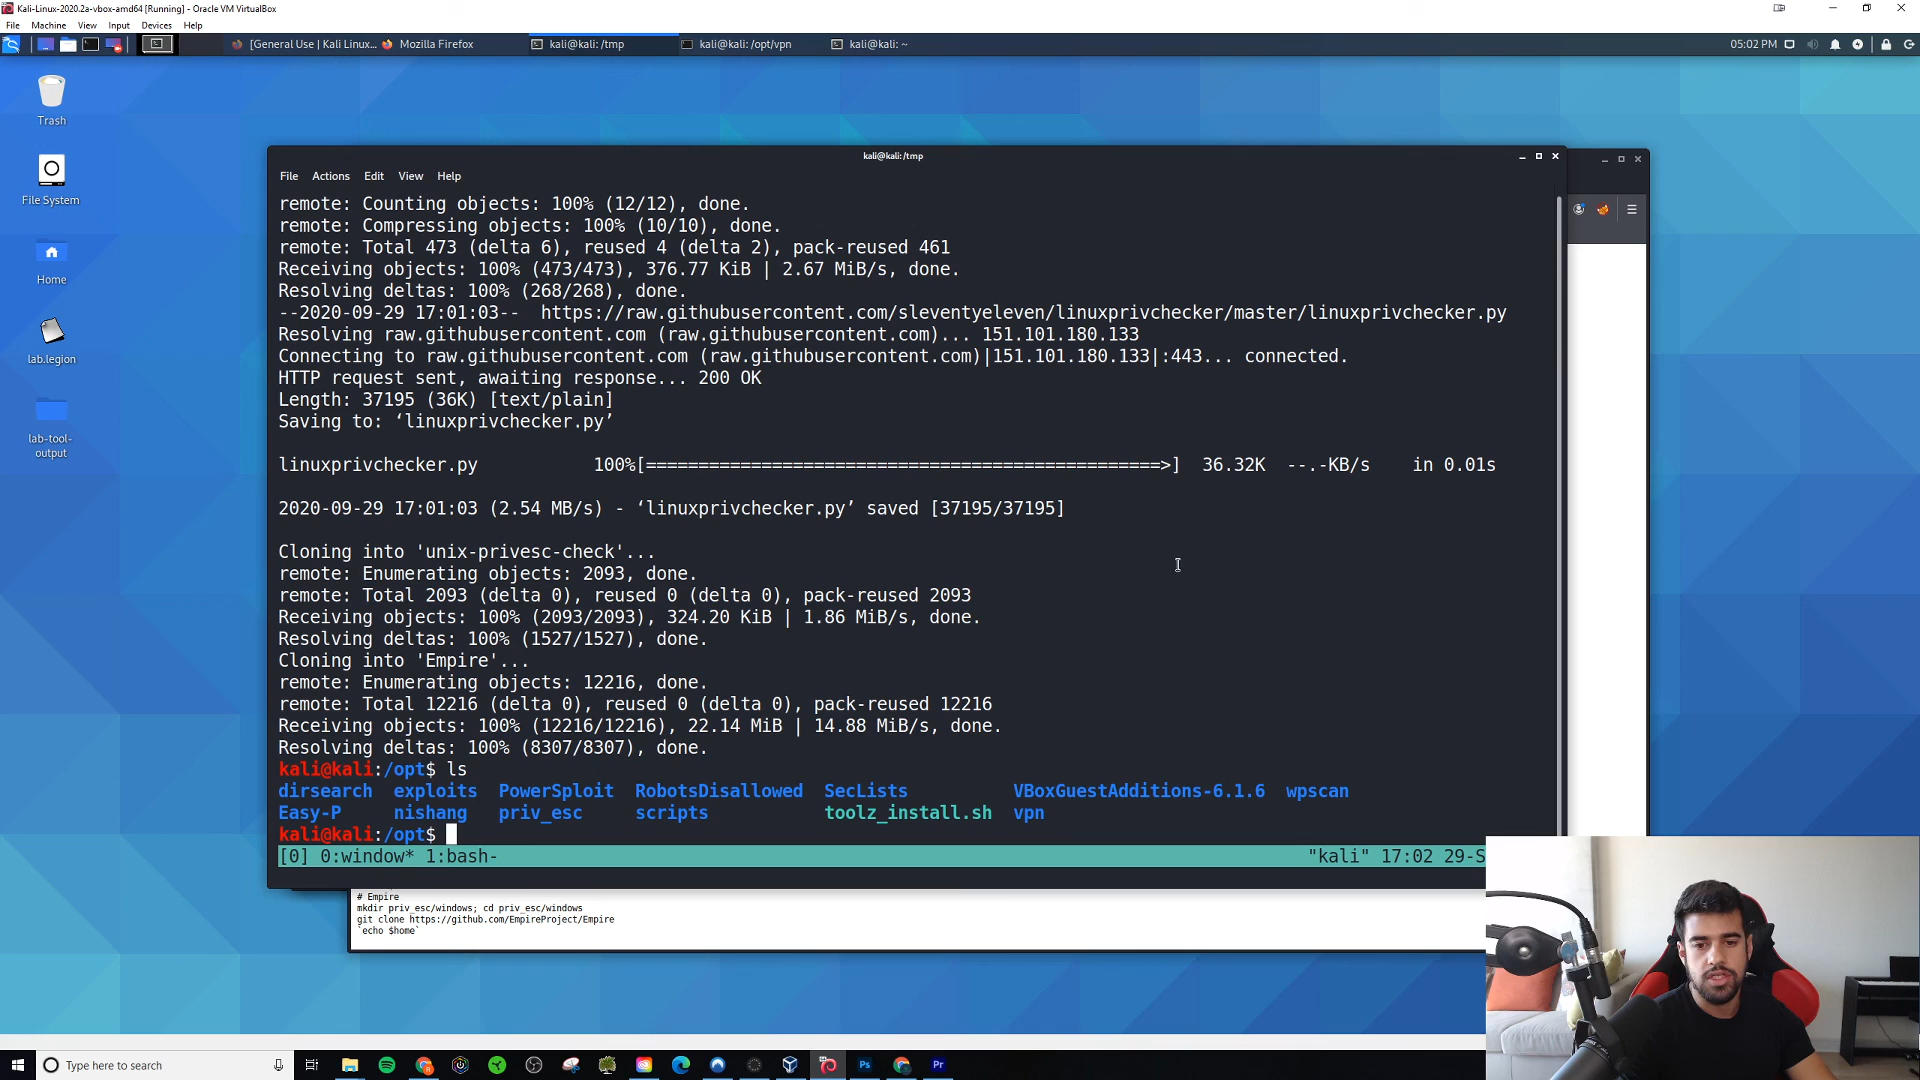 Kali-Linux-2020.2a-vbox-amd64 [Running] - Oracle VM VirtualBox
File Machine View Input Devices Help
[General Use | Kali Linux... Mozilla Firefox
kali@kali: /tmp
kali@kali: /opt/vpn
kali@kali: ~
05:02 PM
Trash
File System
Home
lab.legion
lab-tool-
output
kali@kali: /tmp
File Actions Edit View Help
remote: Counting objects: 100% (12/12), done.
remote: Compressing objects: 100% (10/10), done.
remote: Total 473 (delta 6), reused 4 (delta 2), pack-reused 461
Receiving objects: 100% (473/473), 376.77 KiB | 2.67 MiB/s, done.
Resolving deltas: 100% (268/268), done.
--2020-09-29 17:01:03-- https://raw.githubusercontent.com/sleventyeleven/linuxprivchecker/master/linuxprivchecker.py
Resolving raw.githubusercontent.com (raw.githubusercontent.com)... 151.101.180.133
Connecting to raw.githubusercontent.com (raw.githubusercontent.com)|151.101.180.133|:443... connected.
HTTP request sent, awaiting response... 200 OK
Length: 37195 (36K) [text/plain]
Saving to: ‘linuxprivchecker.py’
linuxprivchecker.py 100%[=================================================>] 36.32K --.-KB/s in 0.01s
2020-09-29 17:01:03 (2.54 MB/s) - ‘linuxprivchecker.py’ saved [37195/37195]
Cloning into 'unix-privesc-check'...
remote: Enumerating objects: 2093, done.
remote: Total 2093 (delta 0), reused 0 (delta 0), pack-reused 2093
Receiving objects: 100% (2093/2093), 324.20 KiB | 1.86 MiB/s, done.
Resolving deltas: 100% (1527/1527), done.
Cloning into 'Empire'...
remote: Enumerating objects: 12216, done.
remote: Total 12216 (delta 0), reused 0 (delta 0), pack-reused 12216
Receiving objects: 100% (12216/12216), 22.14 MiB | 14.88 MiB/s, done.
Resolving deltas: 100% (8307/8307), done.
kali@kali:/opt$ ls
dirsearch exploits PowerSploit RobotsDisallowed SecLists VBoxGuestAdditions-6.1.6 wpscan
Easy-P nishang priv_esc scripts toolz_install.sh vpn
kali@kali:/opt$
[0] 0:window* 1:bash- "kali" 17:02 29-S
# Empire
mkdir priv_esc/windows; cd priv_esc/windows
git clone https://github.com/EmpireProject/Empire
`echo $home`
Type here to search
Ps
Pr